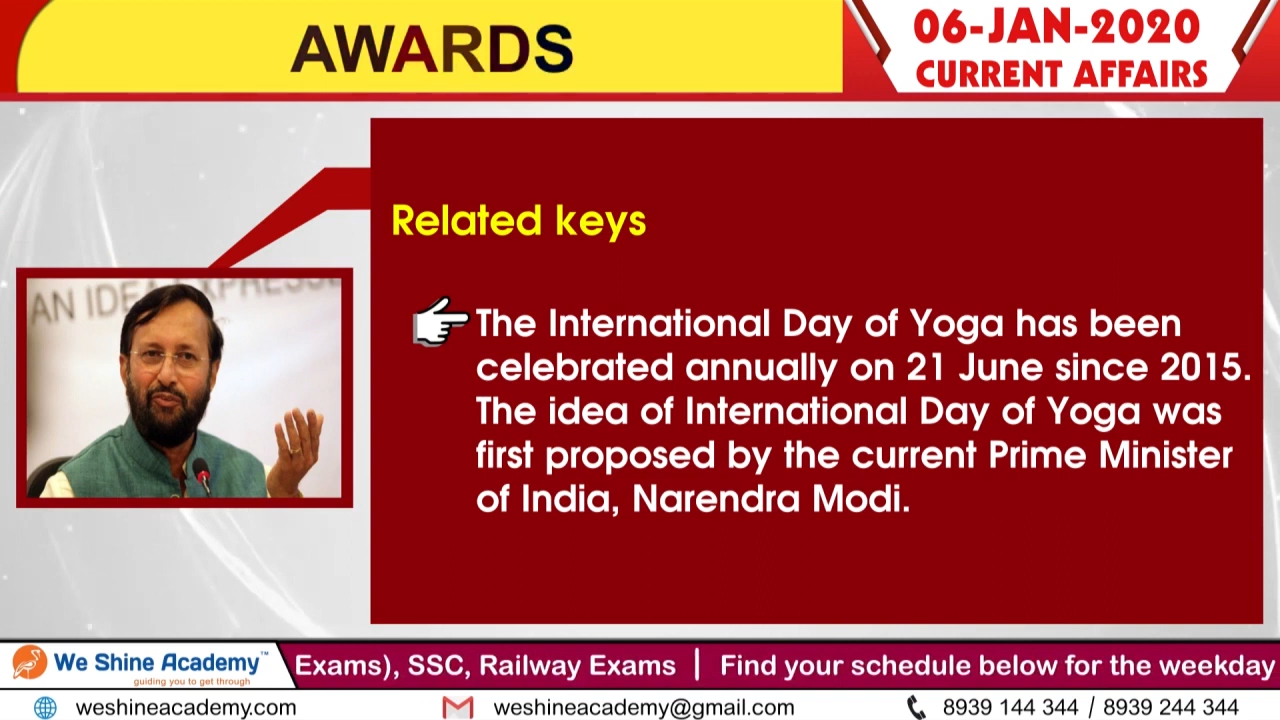 AWARDS
06-JAN-2020
CURRENT AFFAIRS
Related keys
AN IDEA EXPRESSE
The International Day of Yoga has been
celebrated annually on 21 June since 2015.
The idea of International Day of Yoga was
first proposed by the current Prime Minister
of India, Narendra Modi.
We Shine Academy™
guiding you to get through
Exams), SSC, Railway Exams | Find your schedule below for the weekday
weshineacademy.com
weshineacademy@gmail.com
8939 144 344 / 8939 244 344